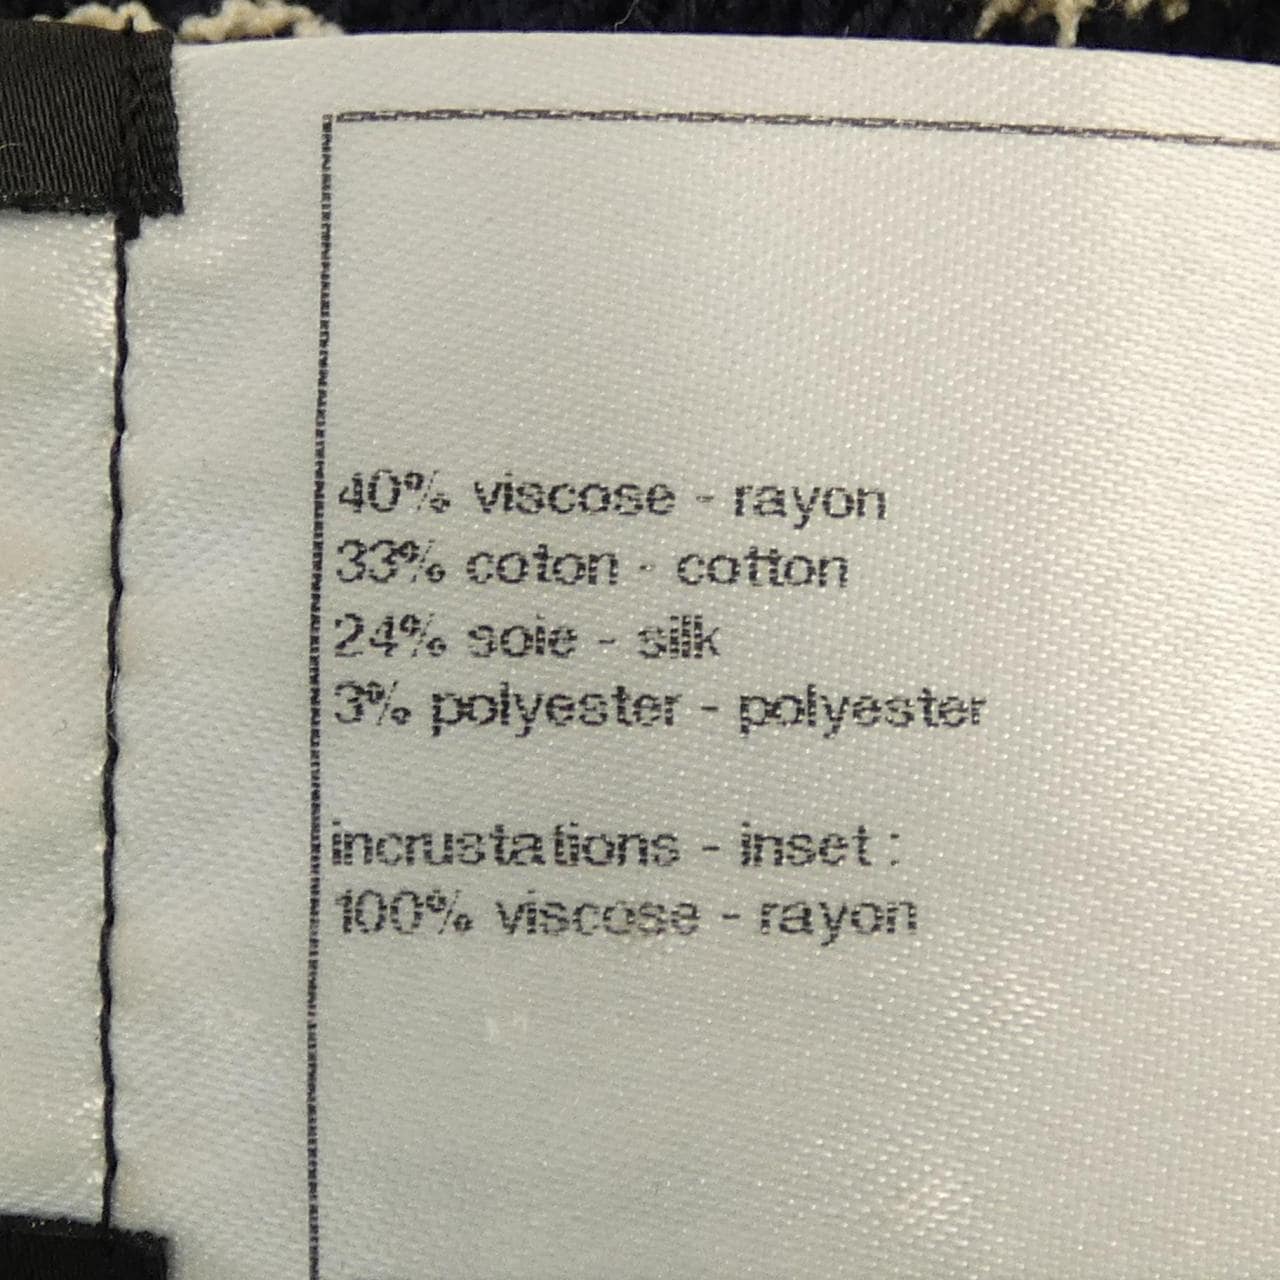 40% viscose - rayon
33% coton - cotton
24% soie - silk
3% polyester - polyester
incrustations - inset :
100% viscose - rayon